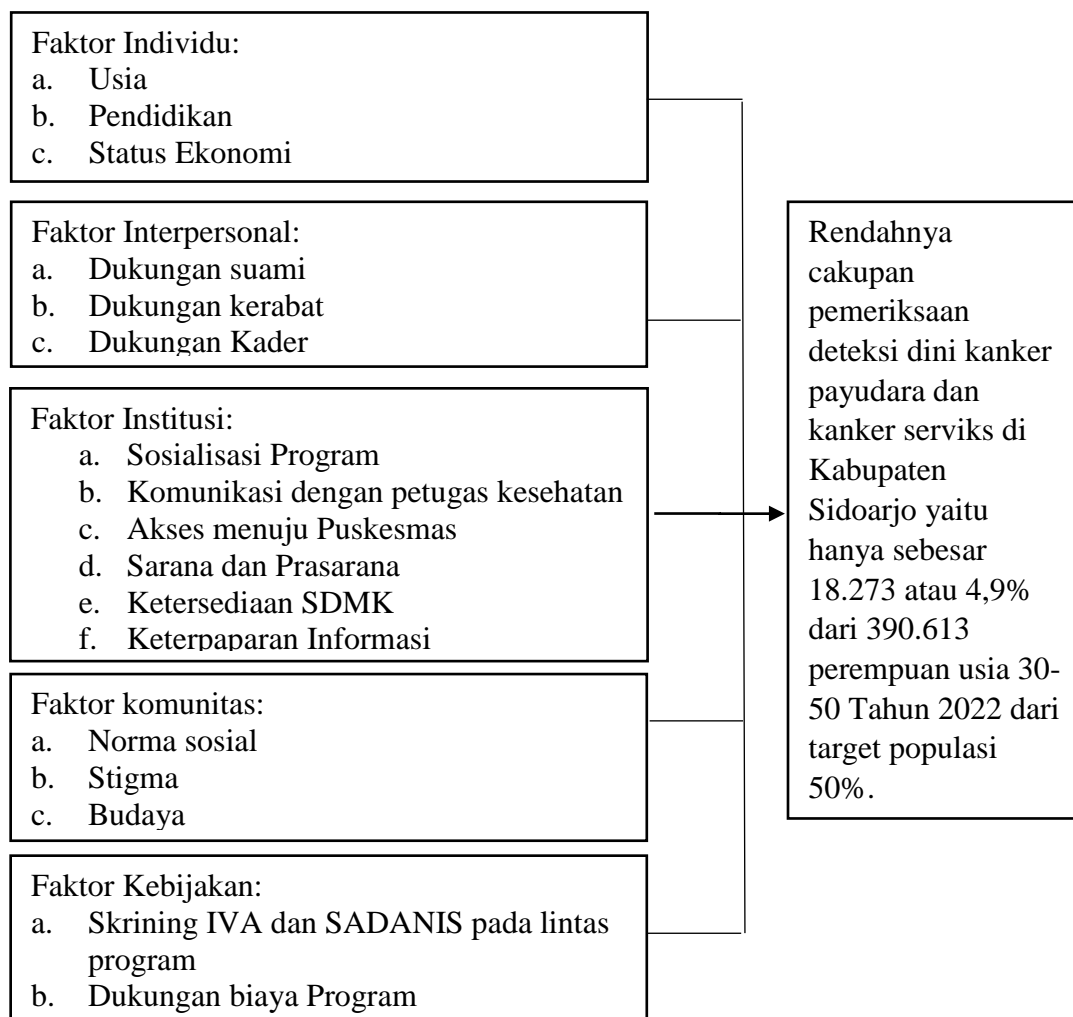 Faktor Individu:
a. Usia
b. Pendidikan
c. Status Ekonomi
Faktor Interpersonal:
a. Dukungan suami
b. Dukungan kerabat
c. Dukungan Kader
Faktor Institusi:
a. Sosialisasi Program
b. Komunikasi dengan petugas kesehatan
c. Akses menuju Puskesmas
d. Sarana dan Prasarana
e. Ketersediaan SDMK
f. Keterpaparan Informasi
Faktor komunitas:
a. Norma sosial
b. Stigma
c. Budaya
Faktor Kebijakan:
a. Skrining IVA dan SADANIS pada lintas
program
b. Dukungan biaya Program
Rendahnya
cakupan
pemeriksaan
deteksi dini kanker
payudara dan
kanker serviks di
Kabupaten
Sidoarjo yaitu
hanya sebesar
18.273 atau 4,9%
dari 390.613
perempuan usia 30-
50 Tahun 2022 dari
target populasi
50%.